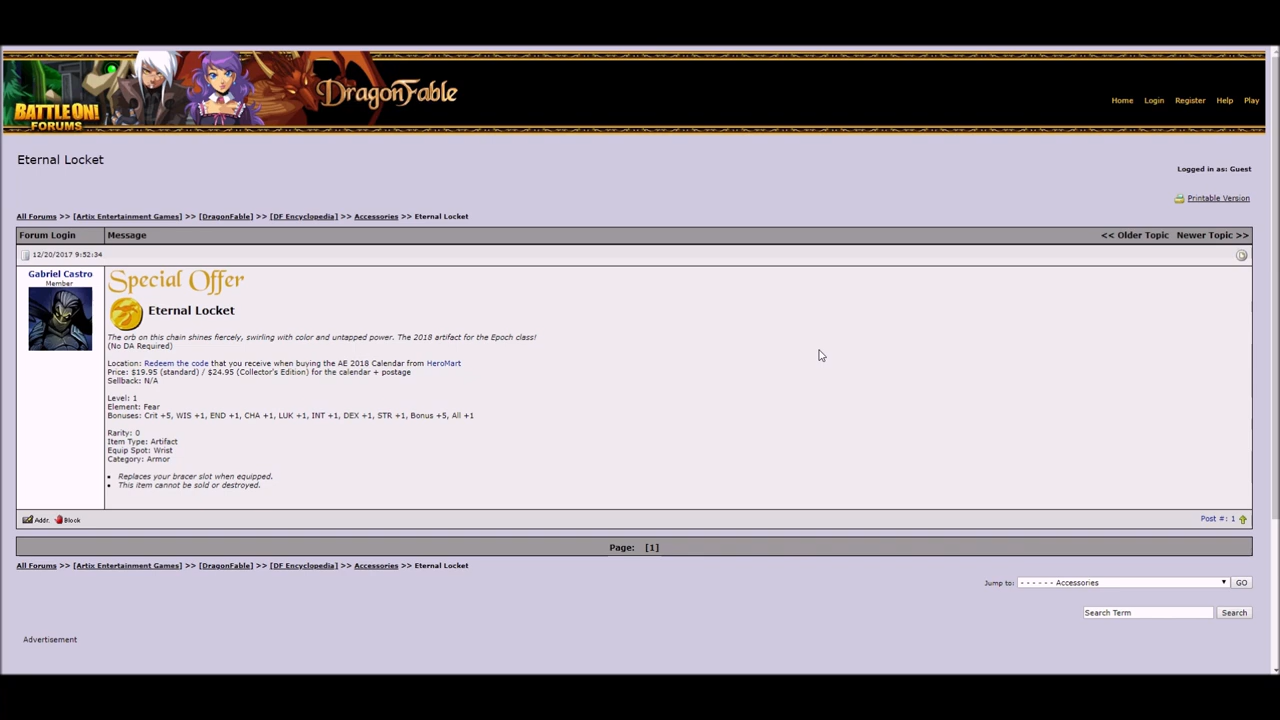 BATTLE ON!
FORUMS
DragonFable
Home Login Register Help Play
Eternal Locket
Logged in as: Guest
Printable Version
All Forums >> [Artix Entertainment Games] >> [DragonFable] >> [DF Encyclopedia] >> Accessories >> Eternal Locket
Forum Login Message << Older Topic Newer Topic >>
12/20/2017 9:52:34
Gabriel Castro
Member
Special Offer
Eternal Locket
The orb on this chain shines fiercely, swirling with color and untapped power. The 2018 artifact for the Epoch class!
(No DA Required)
Location: Redeem the code that you receive when buying the AE 2018 Calendar from HeroMart
Price: $19.95 (standard) / $24.95 (Collector's Edition) for the calendar + postage
Sellback: N/A
Level: 1
Element: Fear
Bonuses: Crit +5, WIS +1, END +1, CHA +1, LUK +1, INT +1, DEX +1, STR +1, Bonus +5, All +1
Rarity: 0
Item Type: Artifact
Equip Spot: Wrist
Category: Armor
• Replaces your bracer slot when equipped.
• This item cannot be sold or destroyed.
Addr. Block Post #: 1
Page: [1]
All Forums >> [Artix Entertainment Games] >> [DragonFable] >> [DF Encyclopedia] >> Accessories >> Eternal Locket
Jump to: - - - - - - Accessories GO
Search Term Search
Advertisement